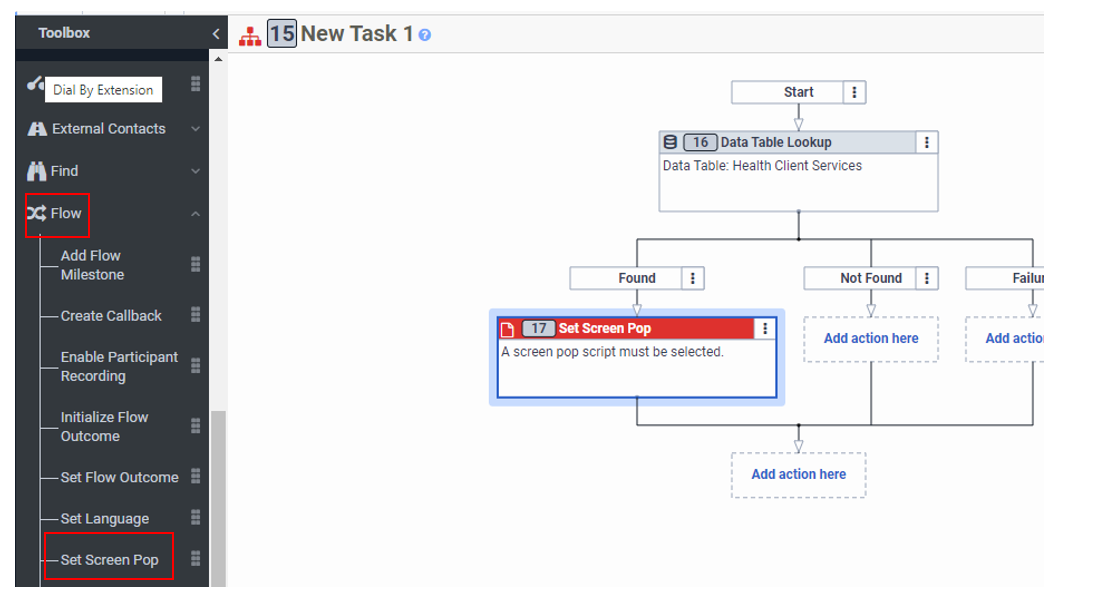 Toolbox
15 New Task 1
Dial By Extension
External Contacts
Find
Flow
Add Flow
Milestone
Create Callback
Enable Participant
Recording
Initialize Flow
Outcome
Set Flow Outcome
Set Language
Set Screen Pop
Start
16 Data Table Lookup
Data Table: Health Client Services
Found
Not Found
Failu
17 Set Screen Pop
A screen pop script must be selected.
Add action here
Add actio
Add action here